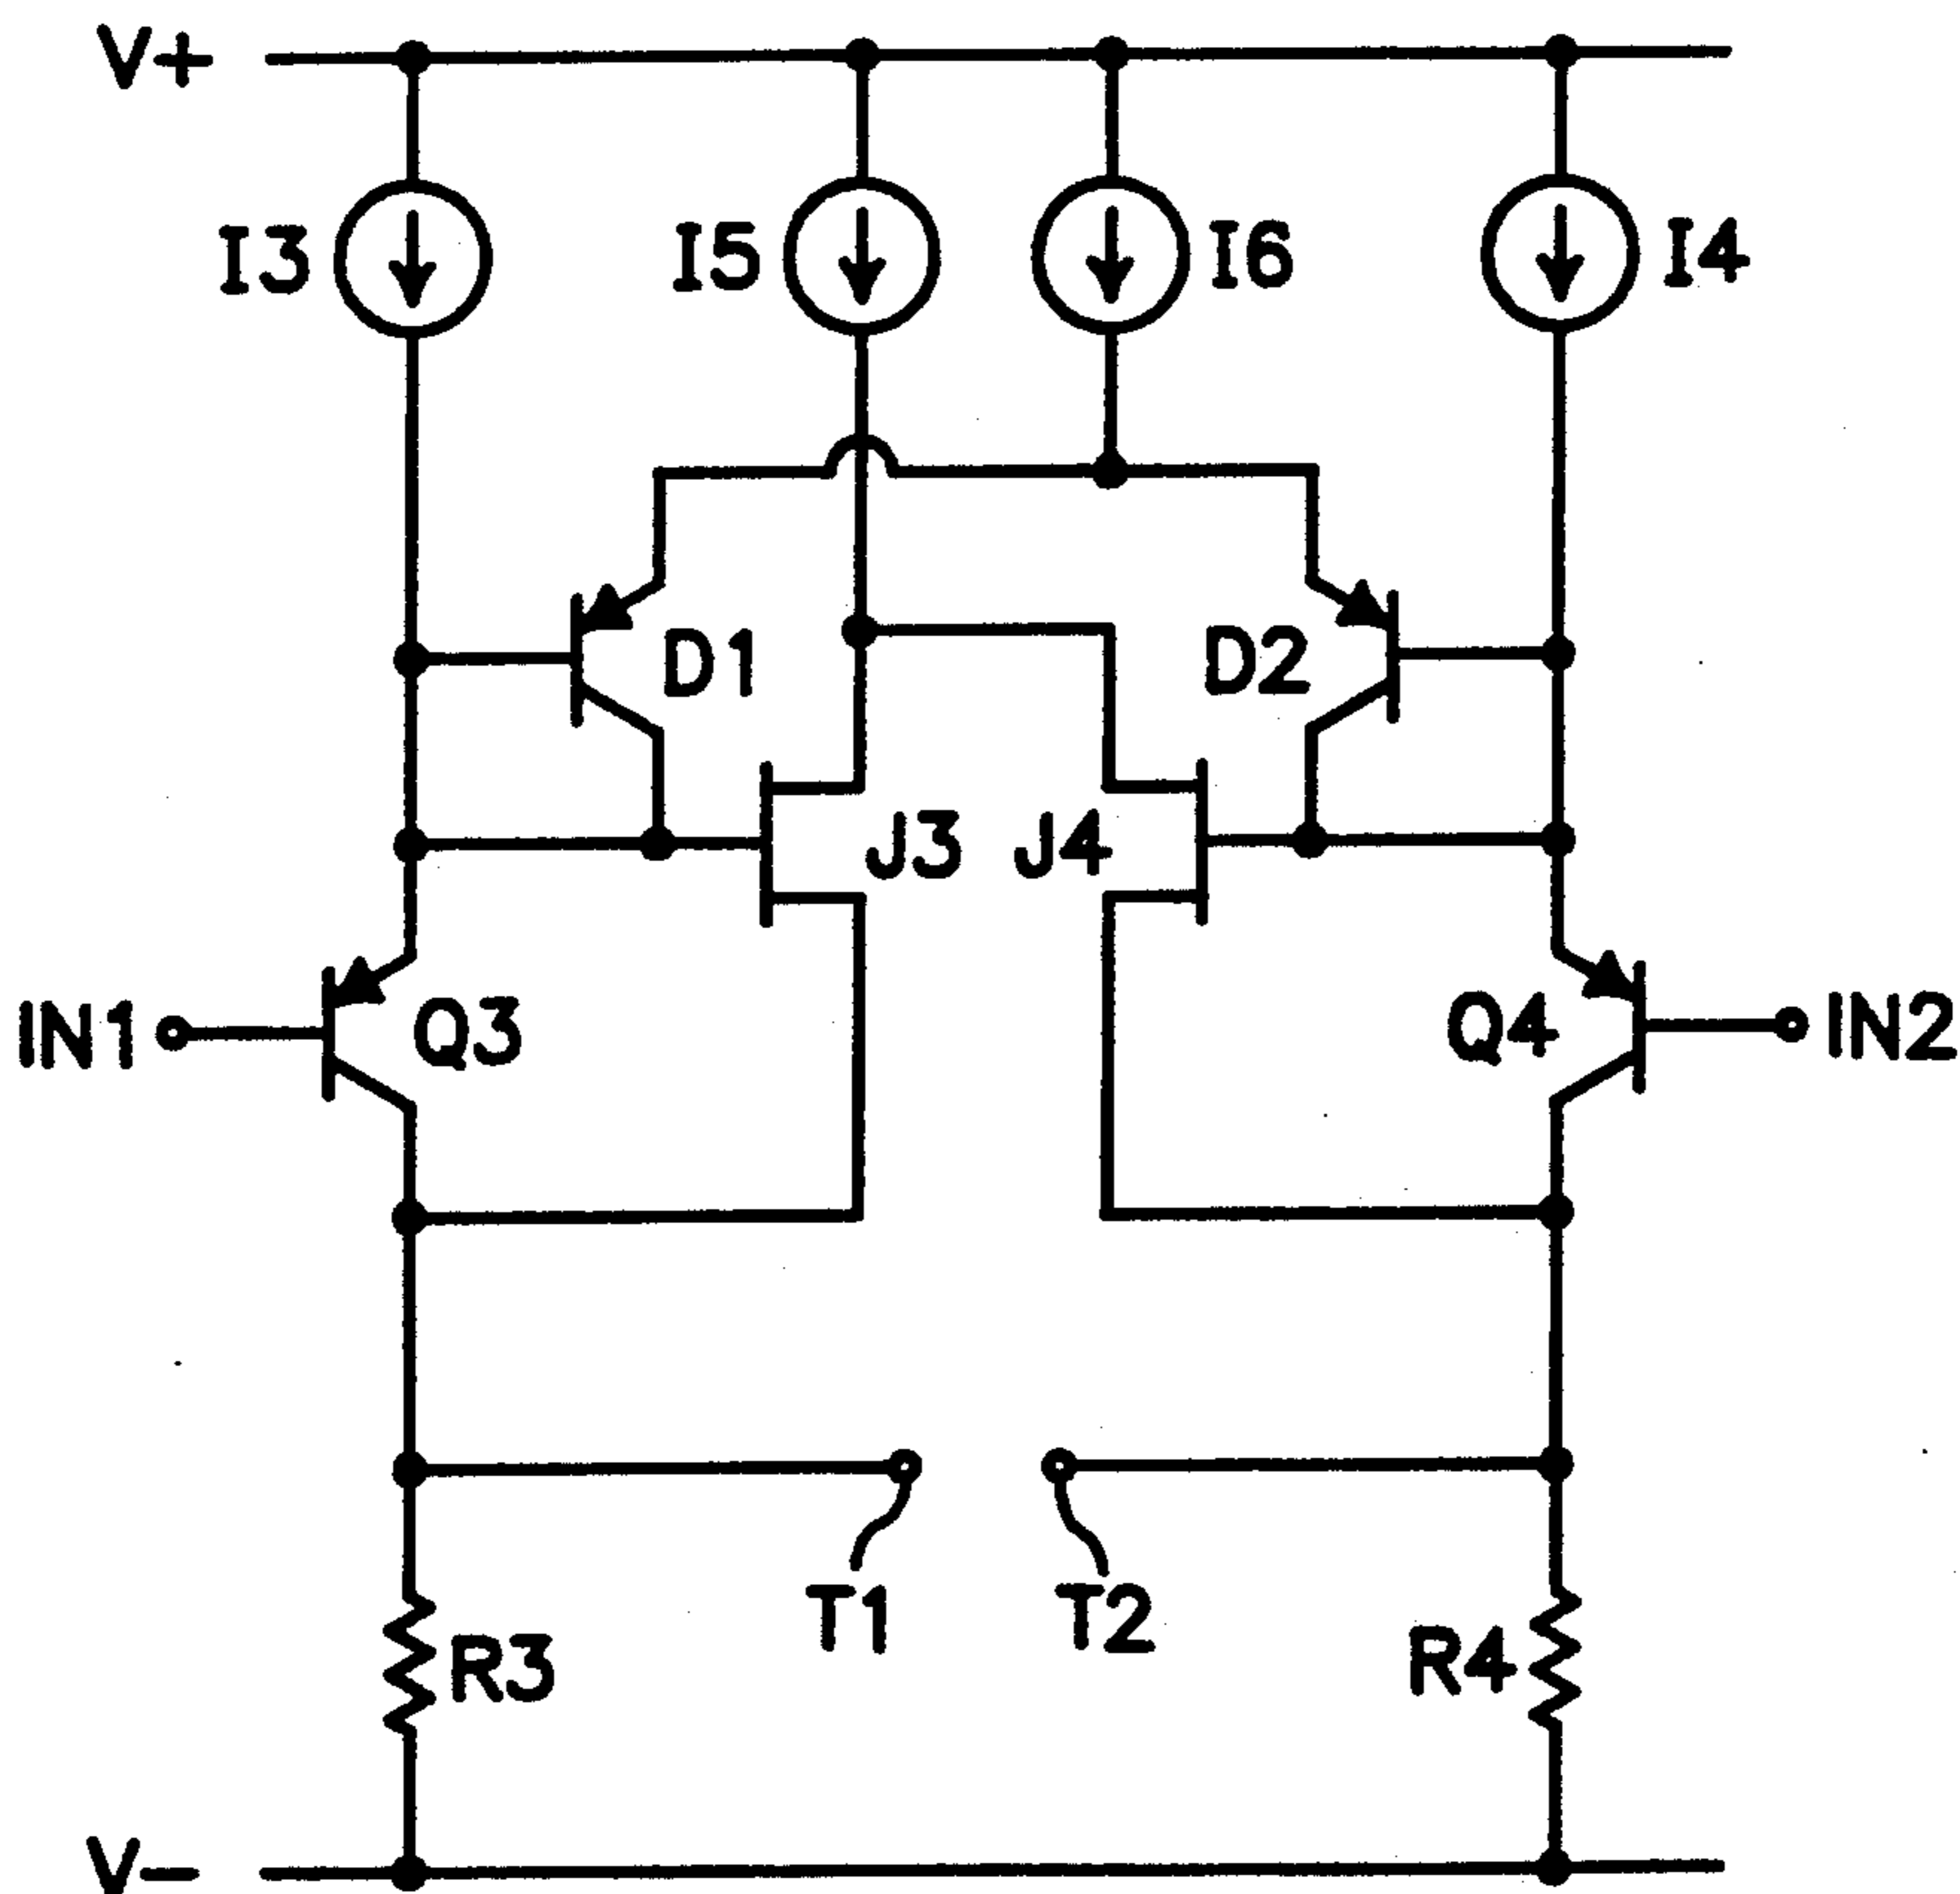 V+
I3 I5 I6 I4
D1 D2
J3 J4
IN1 Q3 Q4 IN2
T1 T2
R3 R4
V-